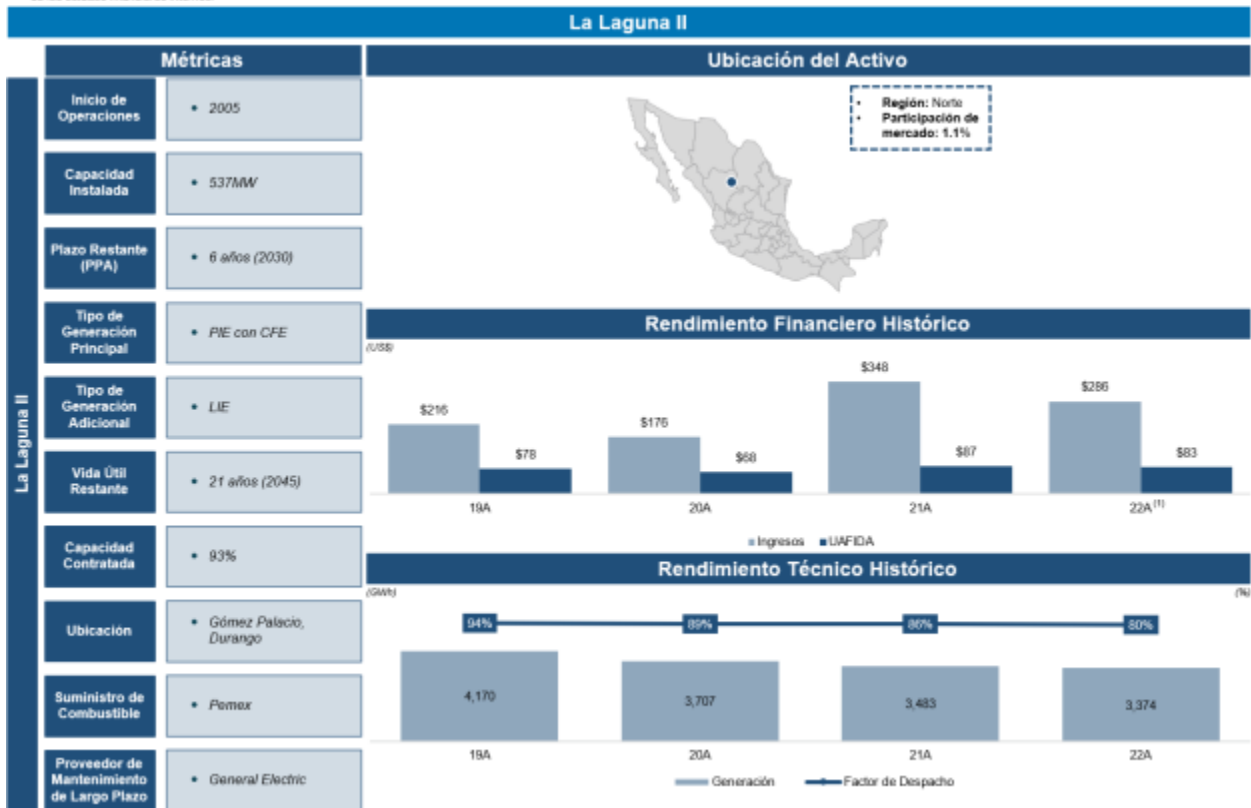 La Laguna II
Métricas
La Laguna II
Inicio de
Operaciones
• 2005
Capacidad
Instalada
• 537MW
Plazo Restante
(PPA)
• 6 años (2030)
Tipo de
Generación
Principal
• PIE con CFE
Tipo de
Generación
Adicional
• LIE
Vida Útil
Restante
• 21 años (2045)
Capacidad
Contratada
• 93%
Ubicación
• Gómez Palacio,
Durango
Suministro de
Combustible
• Pemex
Proveedor de
Mantenimiento
de Largo Plazo
• General Electric
Ubicación del Activo
• Región: Norte
• Participación de
mercado: 1.1%
Rendimiento Financiero Histórico
(US$)
$216
$78
$176
$68
$348
$87
$286
$83
19A
20A
21A
22A (1)
Ingresos
UAFIDA
Rendimiento Técnico Histórico
(GWh)
(%)
94%
89%
86%
80%
4,170
3,707
3,483
3,374
19A
20A
21A
22A
Generación
Factor de Despacho